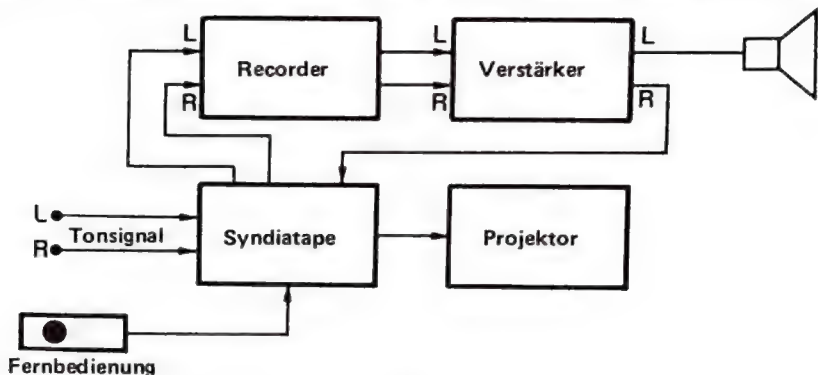 L
R
Recorder
L
R
Verstärker
L
R
L
R
Tonsignal
Syndiatape
Projektor
Fernbedienung